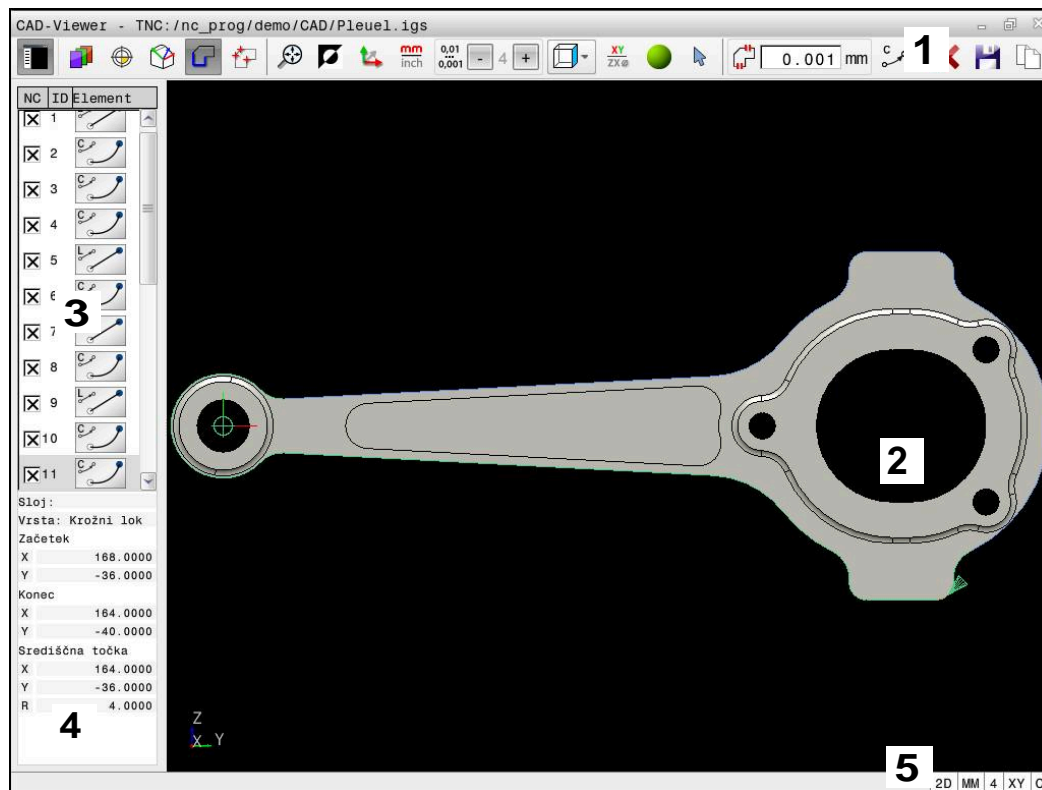 CAD-Viewer - TNC:/nc_prog/demo/CAD/Pleuel.igs
mm inch 0,01 ... 0,001 - 4 + XY ZX 0.001 mm C 1
NC ID Element
1
2 C
3 C
4 C
5 L
6 C
3
7
8 C
9 L
10 C
11 C
2
Sloj:
Vrsta: Krožni lok
Začetek
X 168.0000
Y -36.0000
Konec
X 164.0000
Y -40.0000
Središčna točka
X 164.0000
Y -36.0000
R 4.0000
4
Z
X Y
5
2D MM 4 XY